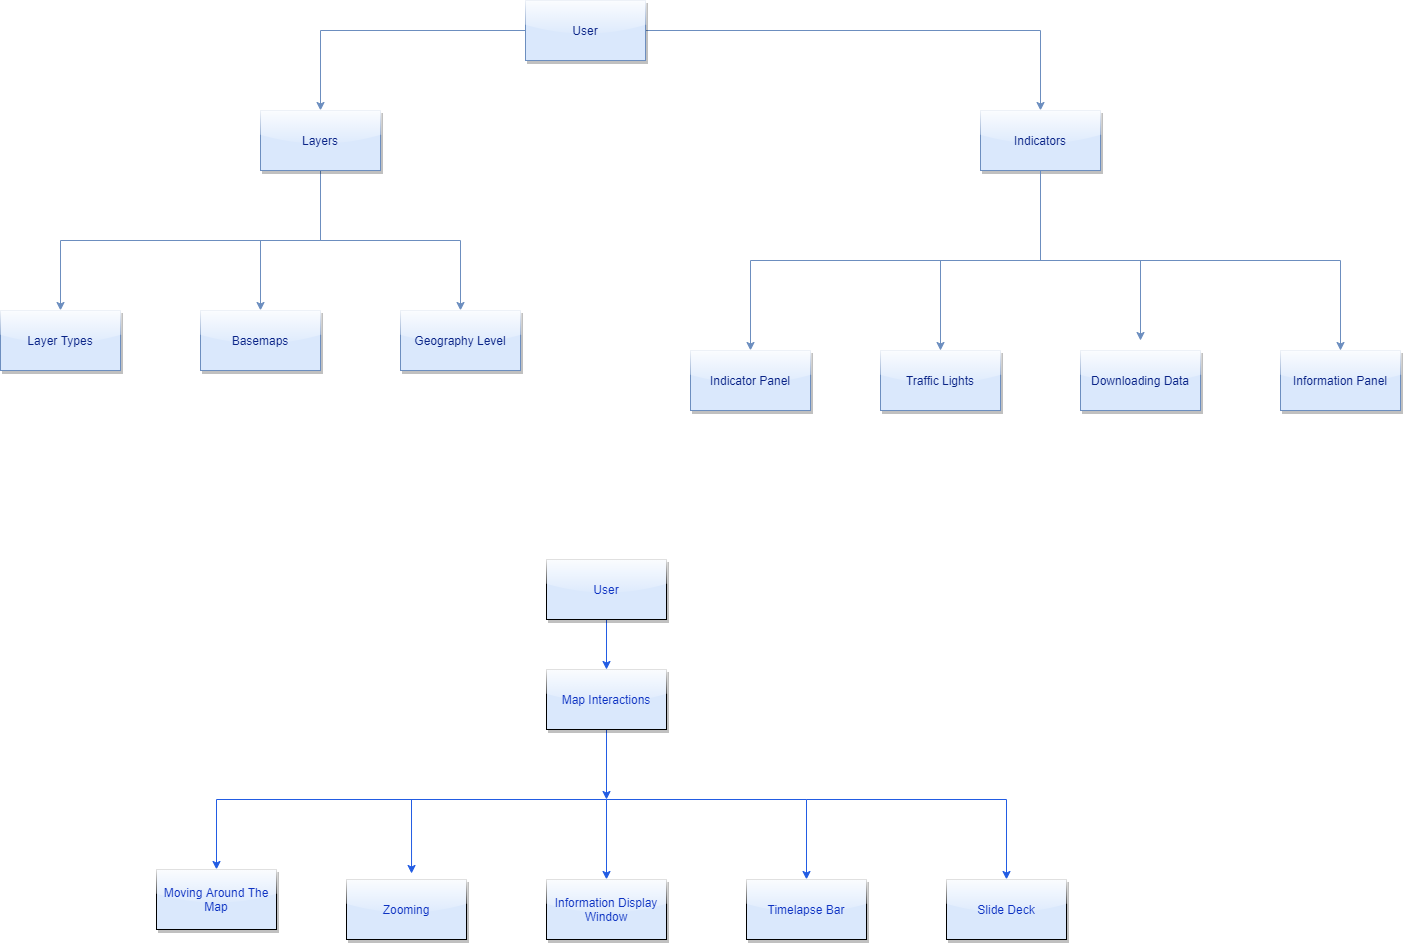 User
Layers
Indicators
Layer Types
Basemaps
Geography Level
Indicator Panel
Traffic Lights
Downloading Data
Information Panel
User
Map Interactions
Moving Around The
Map
Zooming
Information Display
Window
Timelapse Bar
Slide Deck